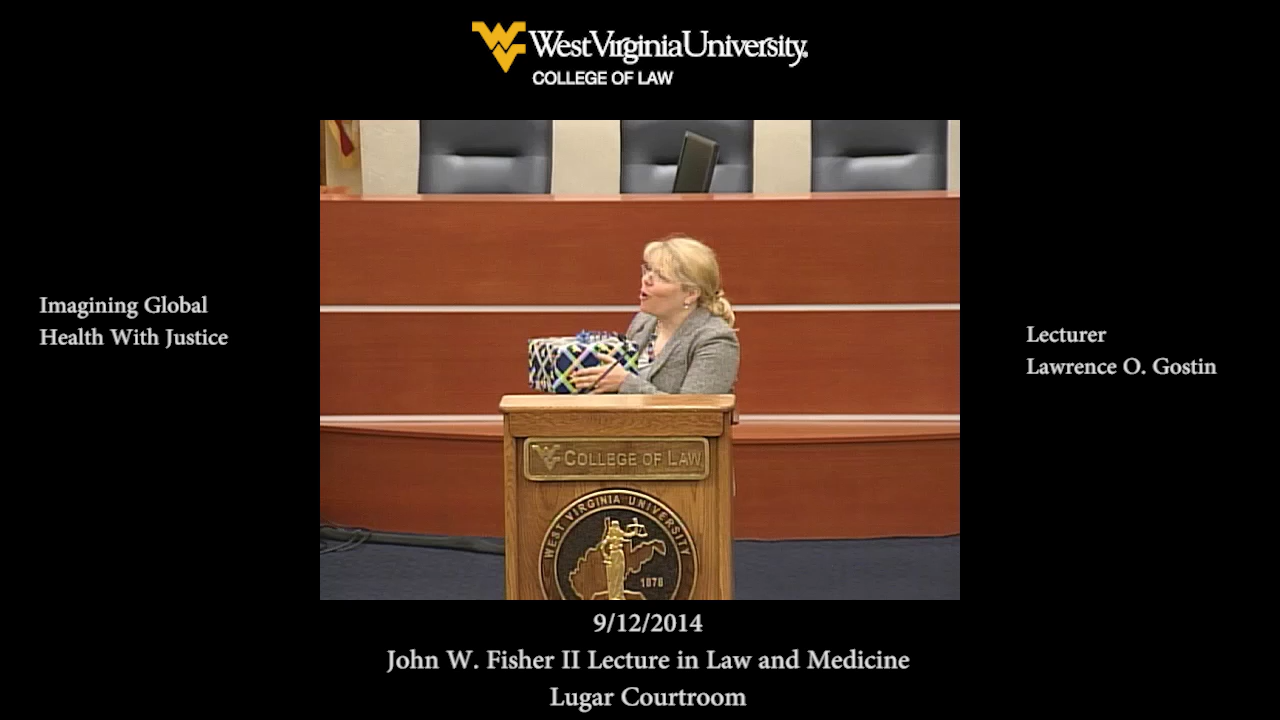 West Virginia University.
COLLEGE OF LAW
Imagining Global
Health With Justice
Lecturer
Lawrence O. Gostin
COLLEGE OF LAW
WEST VIRGINIA UNIVERSITY
1878
9/12/2014
John W. Fisher II Lecture in Law and Medicine
Lugar Courtroom